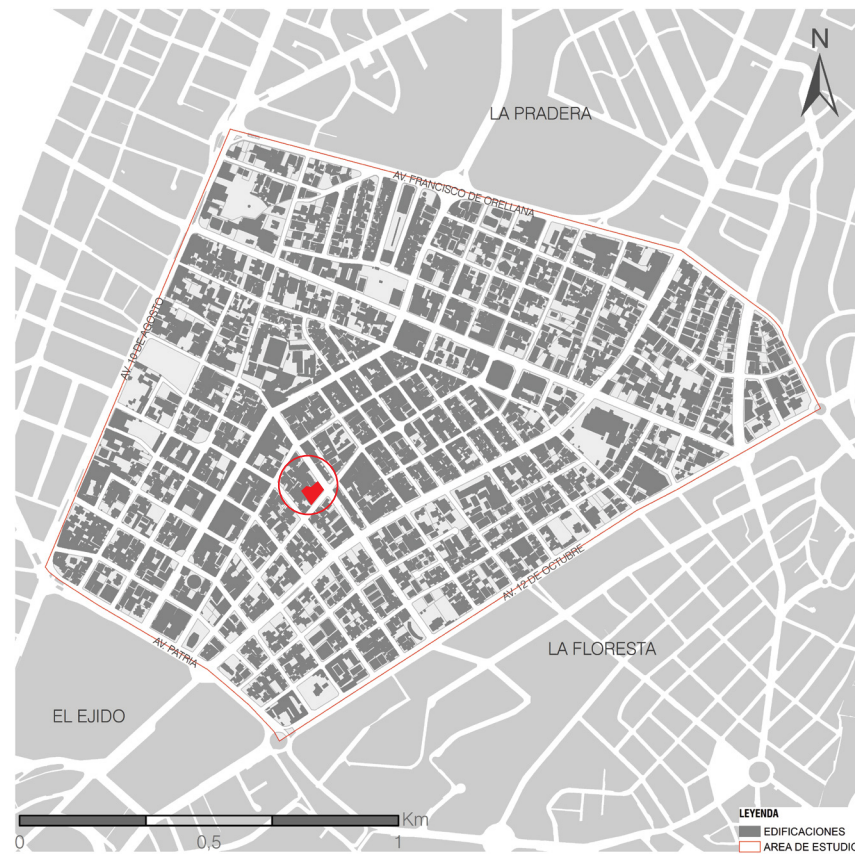 N
LA PRADERA
AV. FRANCISCO DE ORELLANA
AV. 10 DE AGOSTO
AV. 12 DE OCTUBRE
LA FLORESTA
AV. PATRIA
EL EJIDO
Km
0
0,5
1
LEYENDA
EDIFICACIONES
AREA DE ESTUDIO